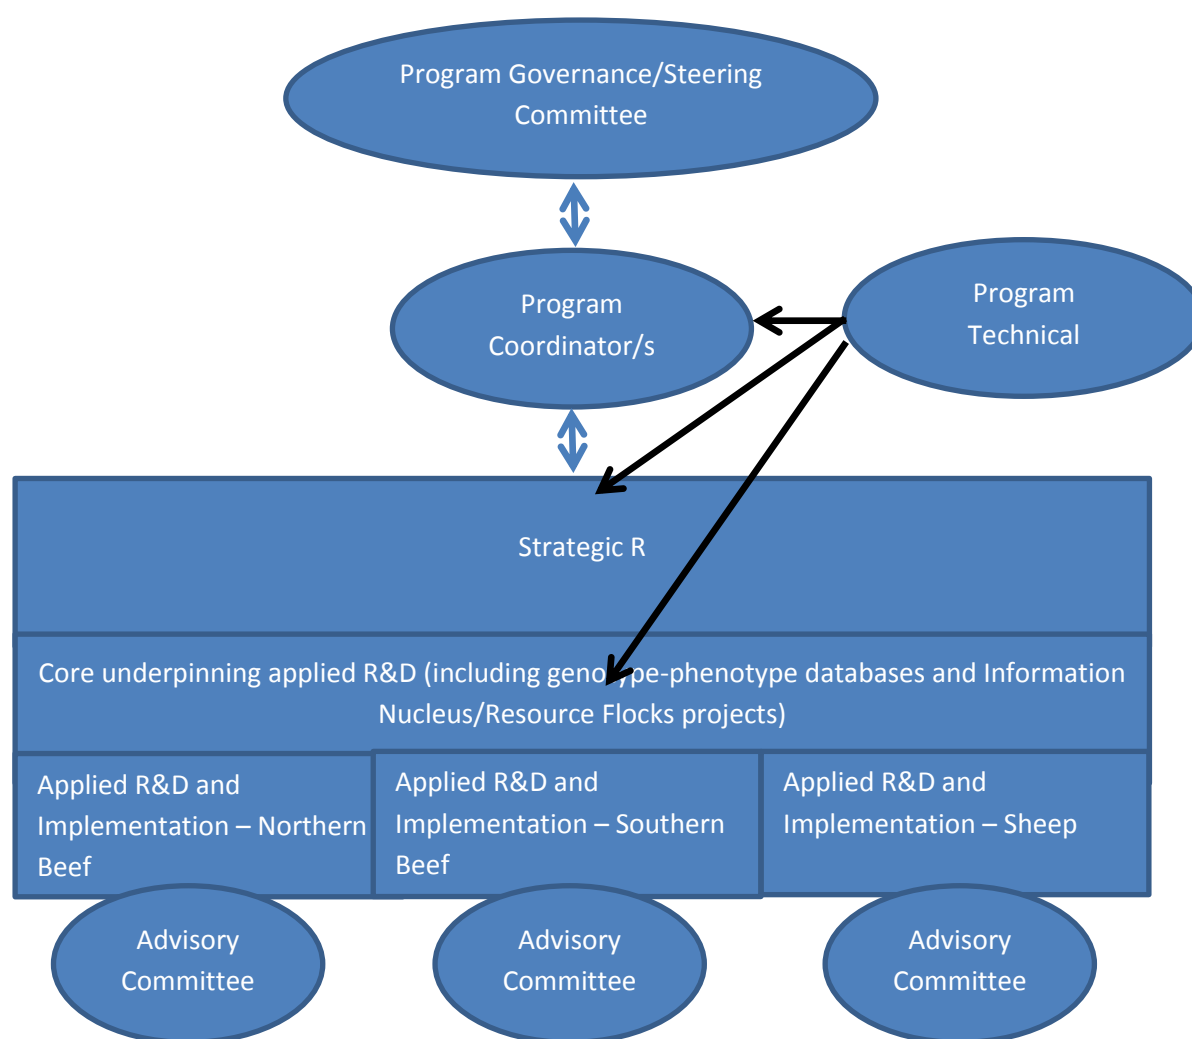 Program Governance/Steering
Committee
Program
Coordinator/s
Program
Technical
Strategic R
Core underpinning applied R&D (including genotype-phenotype databases and Information
Nucleus/Resource Flocks projects)
Applied R&D and
Implementation – Northern
Beef
Applied R&D and
Implementation – Southern
Beef
Applied R&D and
Implementation – Sheep
Advisory
Committee
Advisory
Committee
Advisory
Committee